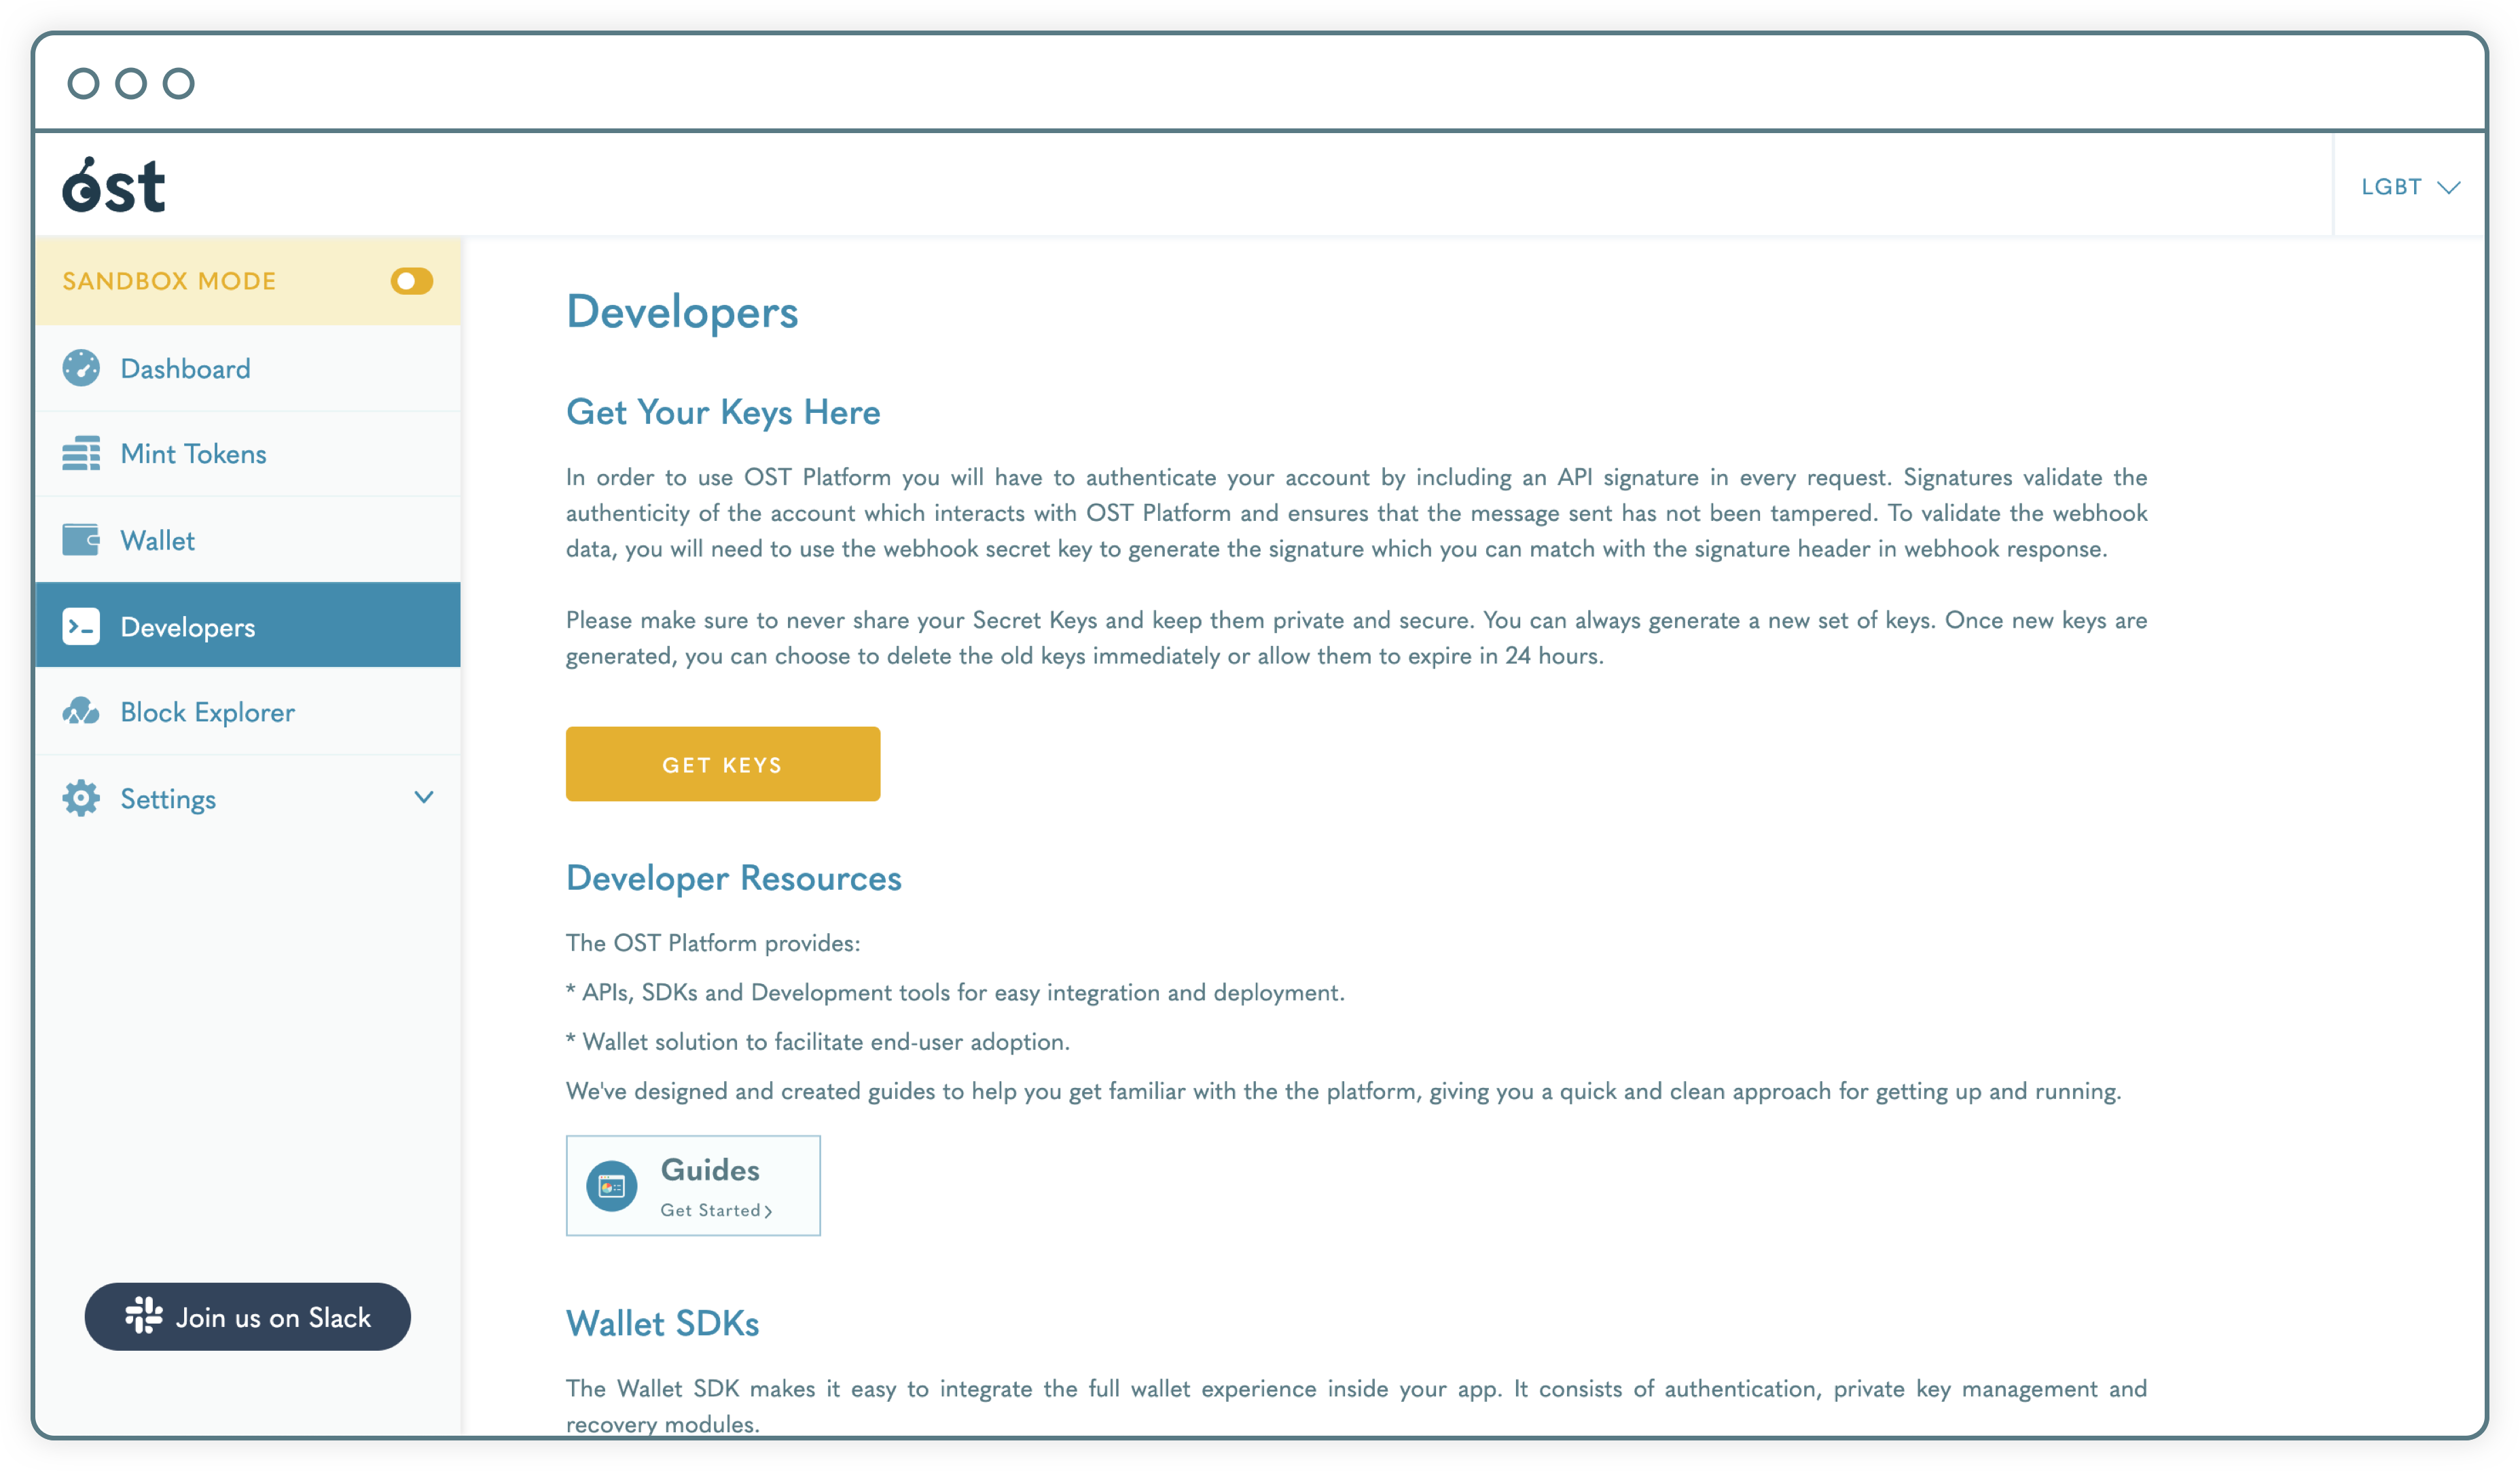 ost
LGBT
SANDBOX MODE
Dashboard
Mint Tokens
Wallet
Developers
Block Explorer
Settings
Join us on Slack
Developers
Get Your Keys Here
In order to use OST Platform you will have to authenticate your account by including an API signature in every request. Signatures validate the
authenticity of the account which interacts with OST Platform and ensures that the message sent has not been tampered. To validate the webhook
data, you will need to use the webhook secret key to generate the signature which you can match with the signature header in webhook response.
Please make sure to never share your Secret Keys and keep them private and secure. You can always generate a new set of keys. Once new keys are
generated, you can choose to delete the old keys immediately or allow them to expire in 24 hours.
GET KEYS
Developer Resources
The OST Platform provides:
* APIs, SDKs and Development tools for easy integration and deployment.
* Wallet solution to facilitate end-user adoption.
We've designed and created guides to help you get familiar with the the platform, giving you a quick and clean approach for getting up and running.
Guides
Get Started
Wallet SDKs
The Wallet SDK makes it easy to integrate the full wallet experience inside your app. It consists of authentication, private key management and
recovery modules.